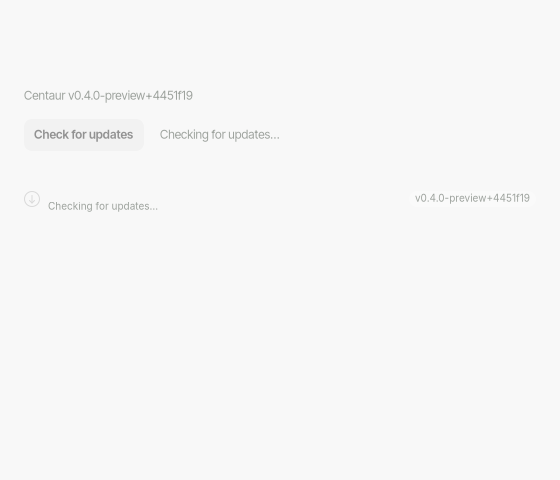 Centaur v0.4.0-preview+4451f19
Check for updates
Checking for updates...
Checking for updates...
v0.4.0-preview+4451f19